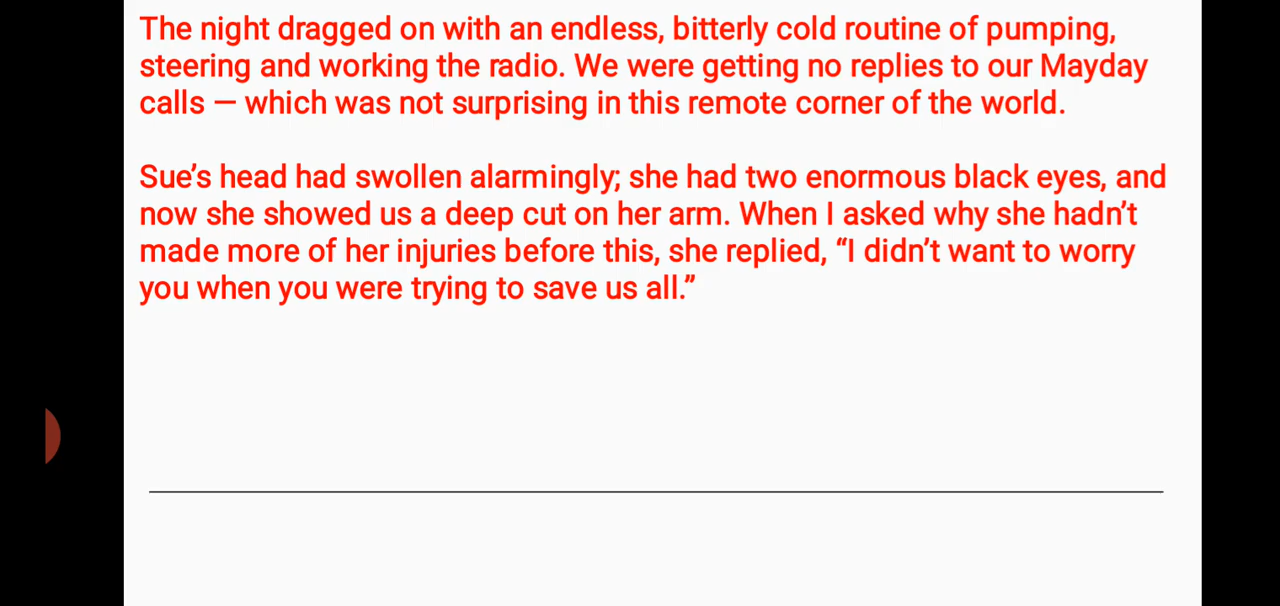 The night dragged on with an endless, bitterly cold routine of pumping,
steering and working the radio. We were getting no replies to our Mayday
calls — which was not surprising in this remote corner of the world.
Sue’s head had swollen alarmingly; she had two enormous black eyes, and
now she showed us a deep cut on her arm. When I asked why she hadn’t
made more of her injuries before this, she replied, “I didn’t want to worry
you when you were trying to save us all.”